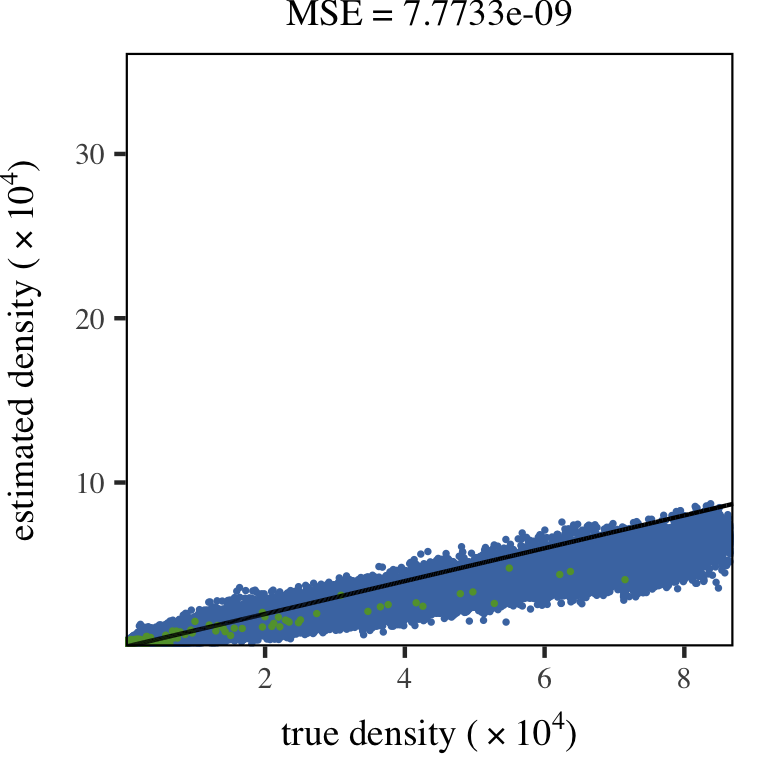 MSE = 7.7733e-09
estimated density ( × 10⁴)
30
20
10
2 4 6 8
true density ( × 10⁴)